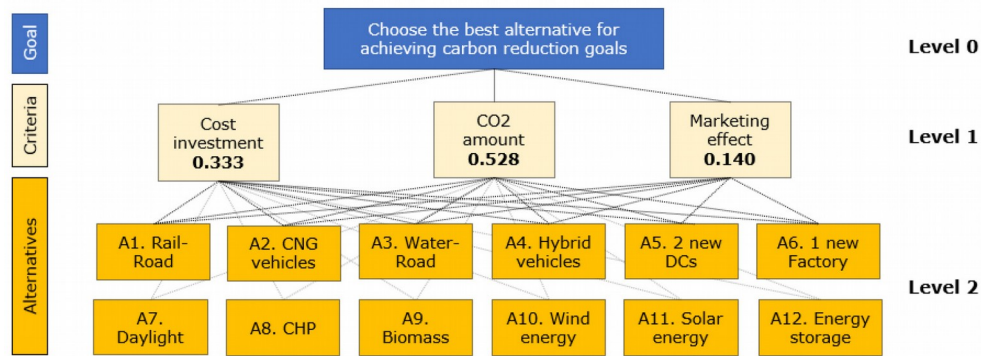 Goal
Choose the best alternative for
achieving carbon reduction goals
Level 0
Criteria
Cost
investment
0.333
CO2
amount
0.528
Marketing
effect
0.140
Level 1
Alternatives
A1. Rail-
Road
A2. CNG
vehicles
A3. Water-
Road
A4. Hybrid
vehicles
A5. 2 new
DCs
A6. 1 new
Factory
Level 2
A7.
Daylight
A8. CHP
A9.
Biomass
A10. Wind
energy
A11. Solar
energy
A12. Energy
storage